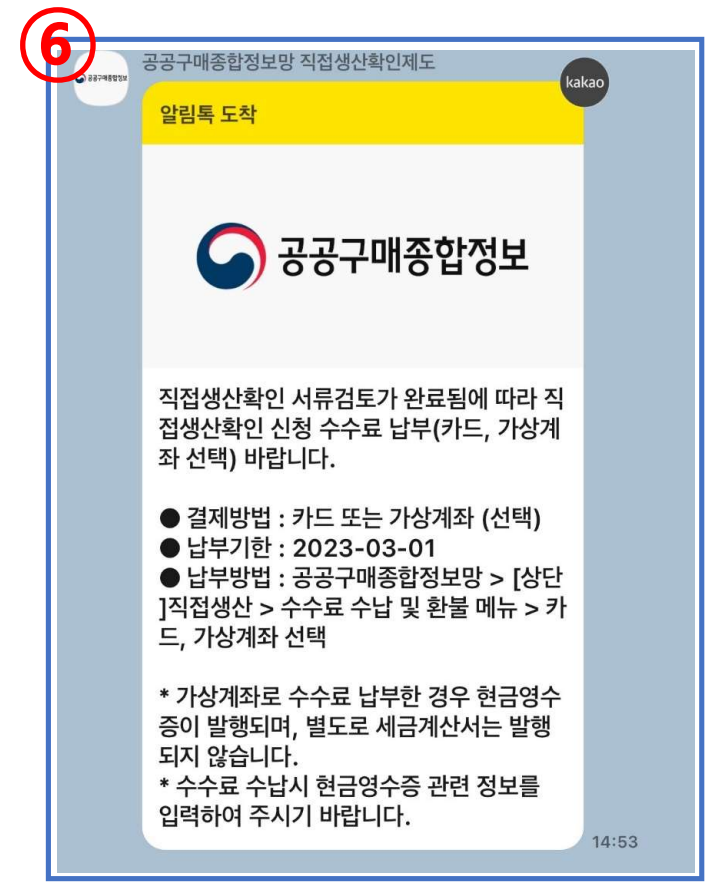 ⑥
공공구매종합정보
공공구매종합정보망 직접생산확인제도
kakao
알림톡 도착
공공구매종합정보
직접생산확인 서류검토가 완료됨에 따라 직
접생산확인 신청 수수료 납부(카드, 가상계
좌 선택) 바랍니다.
● 결제방법 : 카드 또는 가상계좌 (선택)
● 납부기한 : 2023-03-01
● 납부방법 : 공공구매종합정보망 > [상단
]직접생산 > 수수료 수납 및 환불 메뉴 > 카
드, 가상계좌 선택
* 가상계좌로 수수료 납부한 경우 현금영수
증이 발행되며, 별도로 세금계산서는 발행
되지 않습니다.
* 수수료 수납시 현금영수증 관련 정보를
입력하여 주시기 바랍니다.
14:53